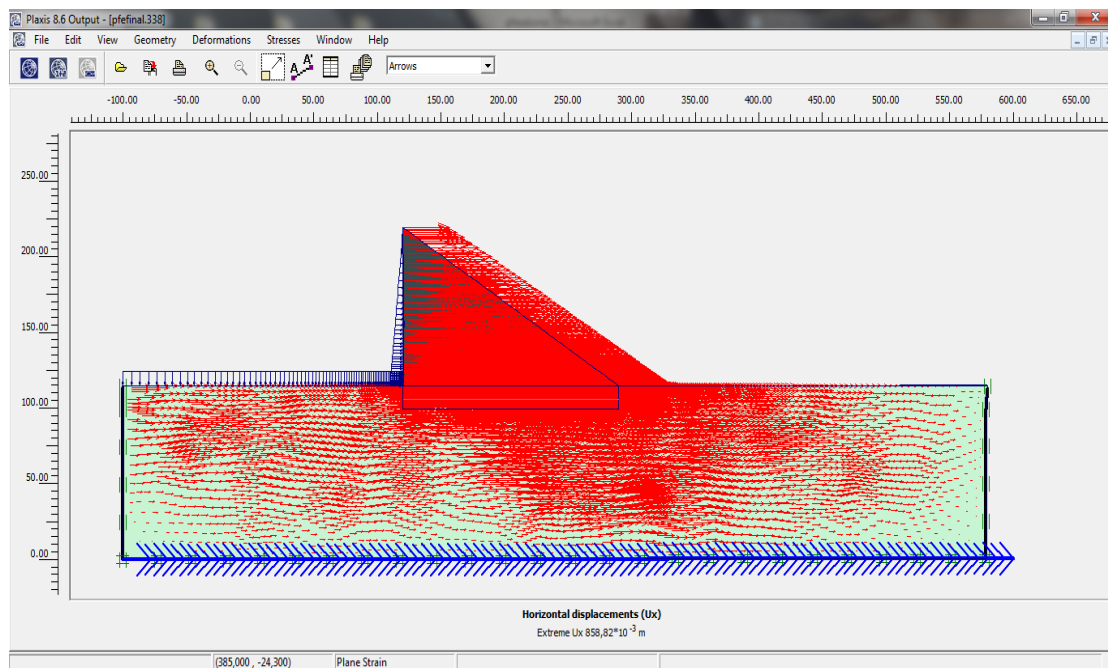 Plaxis 8.6 Output - [pfefinal.338]
File Edit View Geometry Deformations Stresses Window Help
Arrows
-100.00 -50.00 0.00 50.00 100.00 150.00 200.00 250.00 300.00 350.00 400.00 450.00 500.00 550.00 600.00 650.00
250.00
200.00
150.00
100.00
50.00
0.00
Horizontal displacements (Ux)
Extreme Ux 858,82*10 -3 m
(385,000 , -24,300) Plane Strain